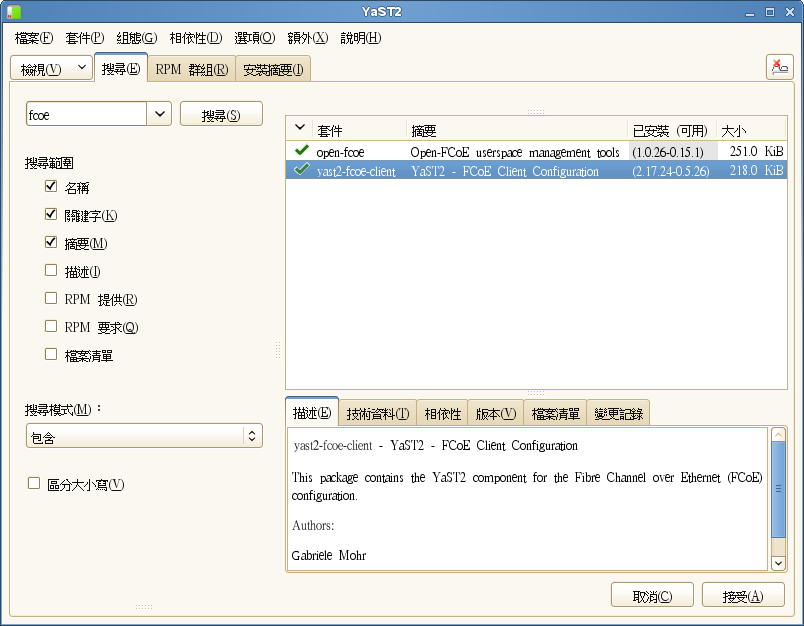 YaST2
檔案(F) 套件(P) 組態(G) 相依性(D) 選項(O) 額外(X) 說明(H)
檢視(V) 搜尋(E) RPM 群組(R) 安裝摘要(I)
fcoe 搜尋(S)
搜尋範圍
名稱
關鍵字(K)
摘要(M)
描述(I)
RPM 提供(R)
RPM 要求(Q)
檔案清單
搜尋模式(M)：
包含
區分大小寫(V)
套件 摘要 已安裝 (可用) 大小
open-fcoe Open-FCoE userspace management tools (1.0.26-0.15.1) 251.0 KiB
yast2-fcoe-client YaST2 - FCoE Client Configuration (2.17.24-0.5.26) 218.0 KiB
描述(E) 技術資料(T) 相依性 版本(V) 檔案清單 變更記錄
yast2-fcoe-client - YaST2 - FCoE Client Configuration
This package contains the YaST2 component for the Fibre Channel over Ethernet (FCoE)
configuration.
Authors:
Gabriele Mohr
取消(C) 接受(A)